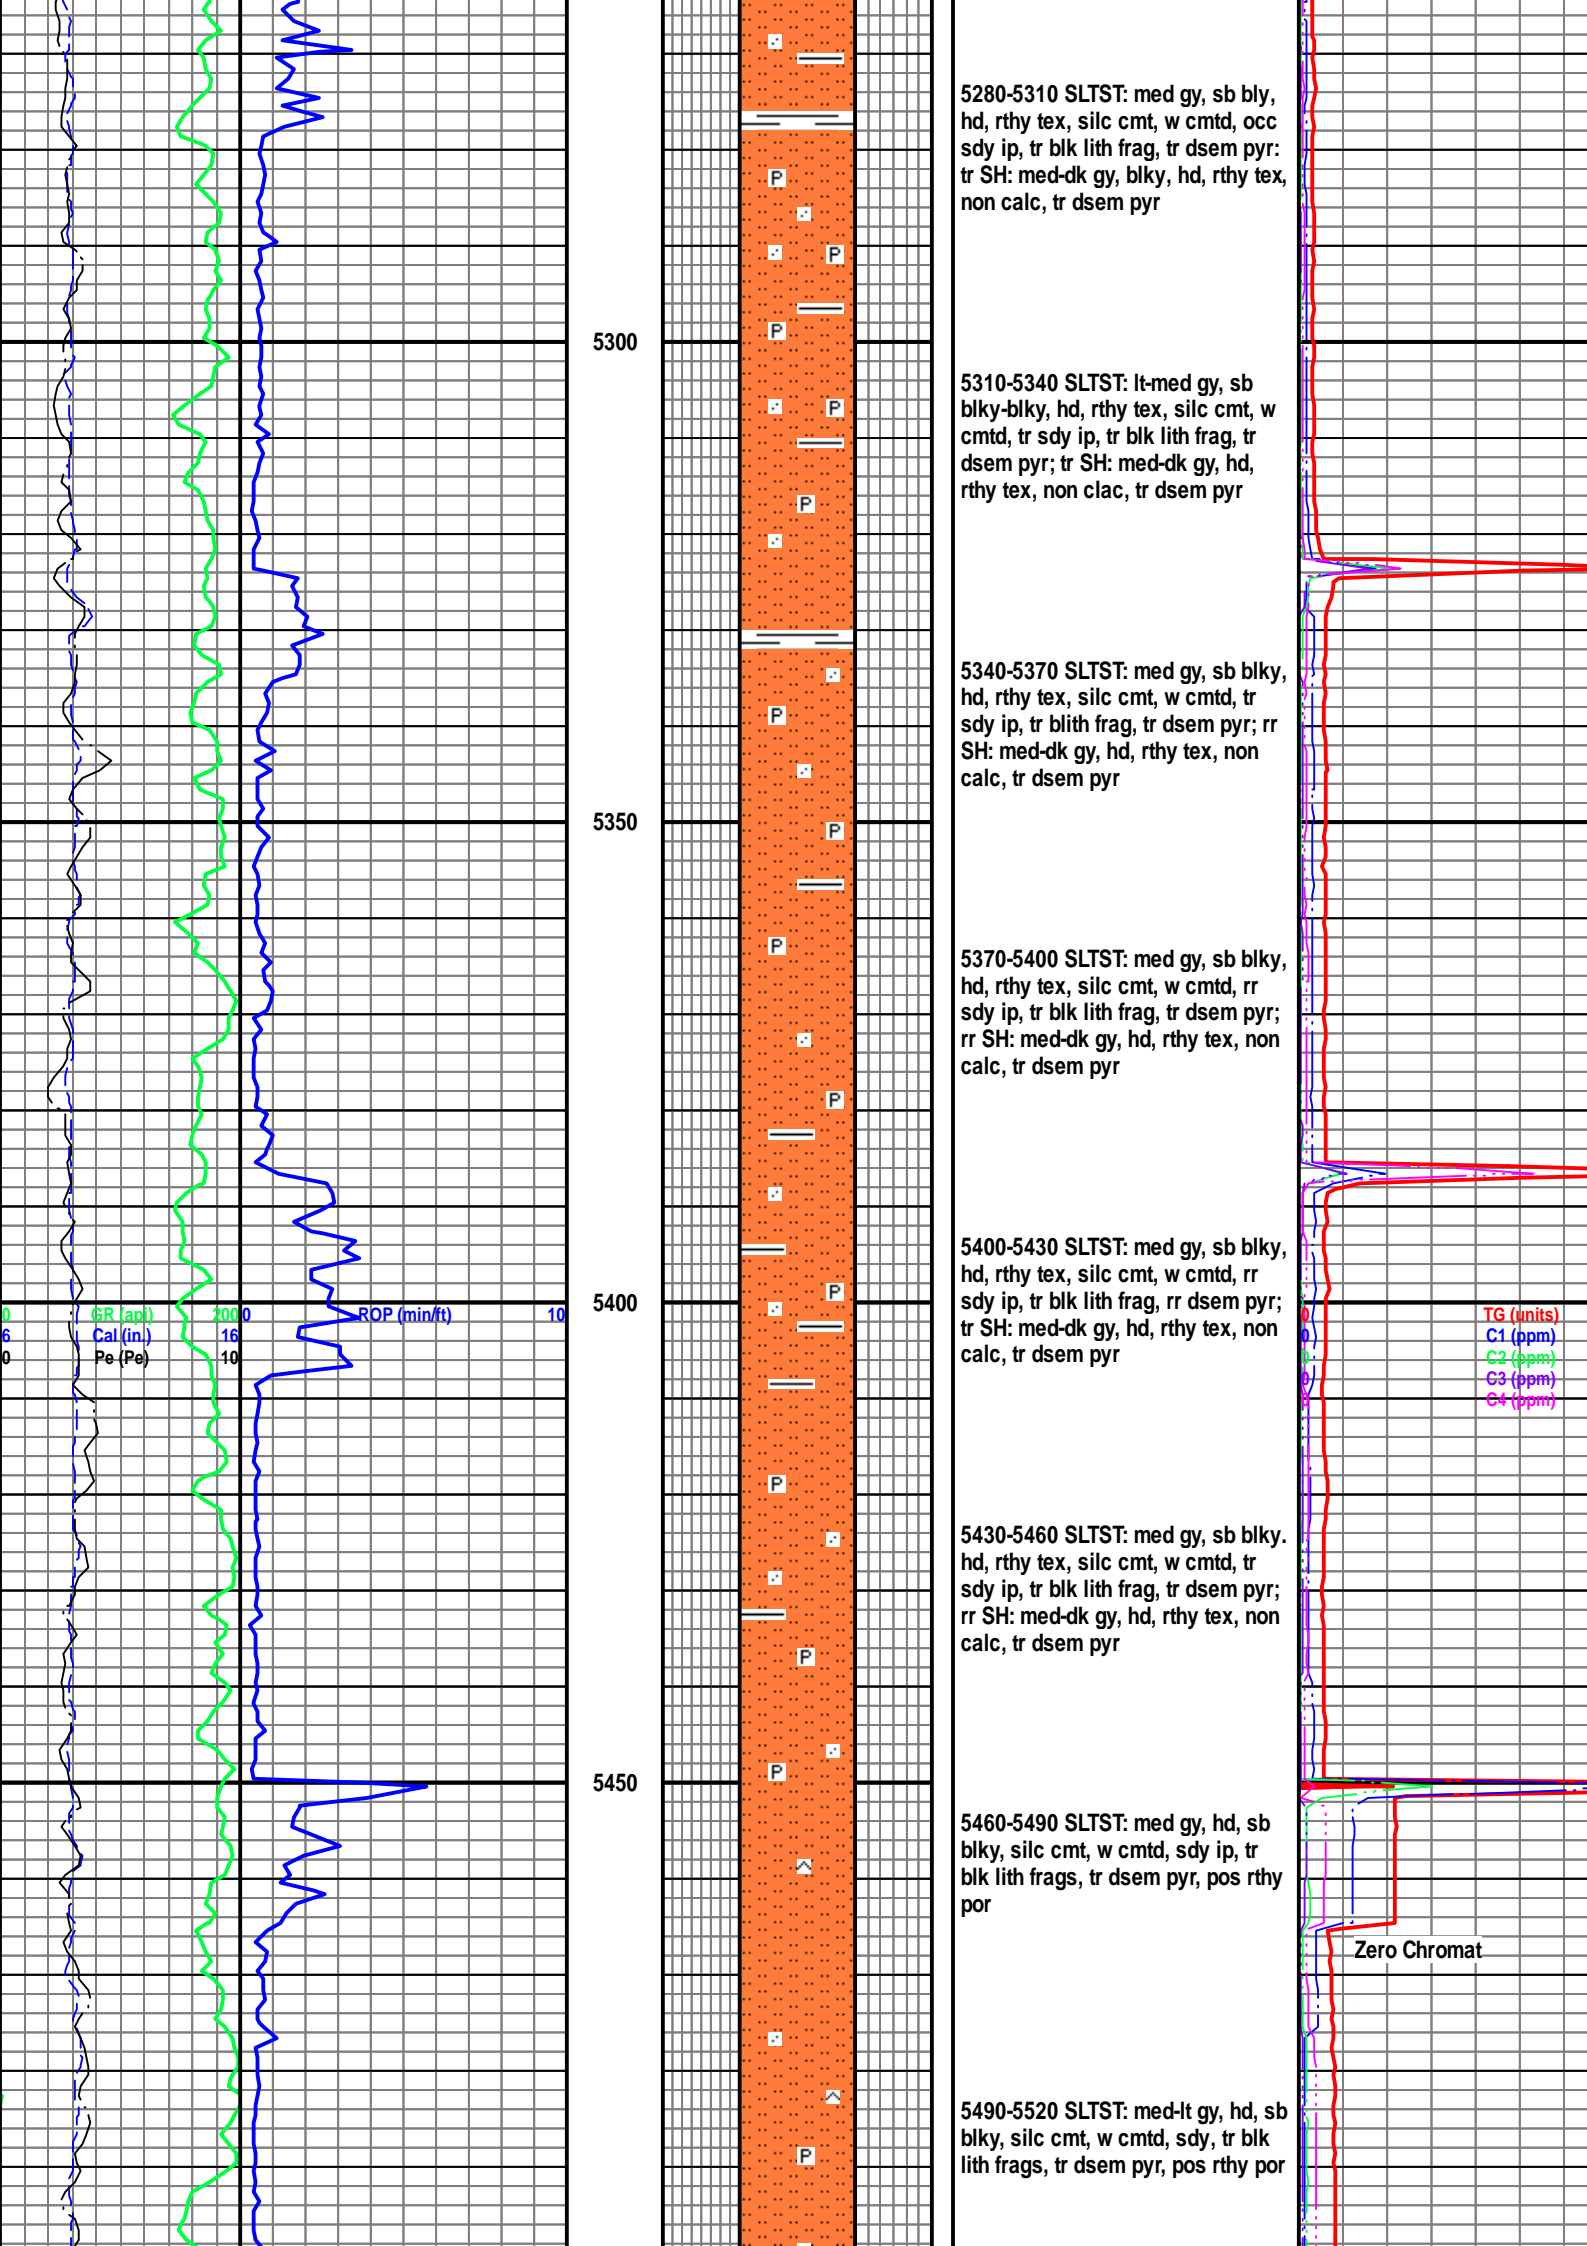 5280-5310 SLTST: med gy, sb bly,
hd, rthy tex, silc cmt, w cmtd, occ
sdy ip, tr blk lith frag, tr dsem pyr:
tr SH: med-dk gy, blky, hd, rthy tex,
non calc, tr dsem pyr
P
P
P
5300
5310-5340 SLTST: lt-med gy, sb
blky-blky, hd, rthy tex, silc cmt, w
cmtd, tr sdy ip, tr blk lith frag, tr
dsem pyr; tr SH: med-dk gy, hd,
rthy tex, non clac, tr dsem pyr
P
P
5340-5370 SLTST: med gy, sb blky,
hd, rthy tex, silc cmt, w cmtd, tr
sdy ip, tr blith frag, tr dsem pyr; rr
SH: med-dk gy, hd, rthy tex, non
calc, tr dsem pyr
P
5350
P
P
5370-5400 SLTST: med gy, sb blky,
hd, rthy tex, silc cmt, w cmtd, rr
sdy ip, tr blk lith frag, tr dsem pyr;
rr SH: med-dk gy, hd, rthy tex, non
calc, tr dsem pyr
P
5400-5430 SLTST: med gy, sb blky,
hd, rthy tex, silc cmt, w cmtd, rr
sdy ip, tr blk lith frag, rr dsem pyr;
tr SH: med-dk gy, hd, rthy tex, non
calc, tr dsem pyr
P
5400
0 GR (api) 200
6 Cal (in.) 16
0 Pe (Pe) 10
0 ROP (min/ft) 10
0 TG (units)
0 C1 (ppm)
0 C2 (ppm)
0 C3 (ppm)
0 C4 (ppm)
P
5430-5460 SLTST: med gy, sb blky.
hd, rthy tex, silc cmt, w cmtd, tr
sdy ip, tr blk lith frag, tr dsem pyr;
rr SH: med-dk gy, hd, rthy tex, non
calc, tr dsem pyr
P
P
5450
5460-5490 SLTST: med gy, hd, sb
blky, silc cmt, w cmtd, sdy ip, tr
blk lith frags, tr dsem pyr, pos rthy
por
Zero Chromat
5490-5520 SLTST: med-lt gy, hd, sb
blky, silc cmt, w cmtd, sdy, tr blk
lith frags, tr dsem pyr, pos rthy por
P